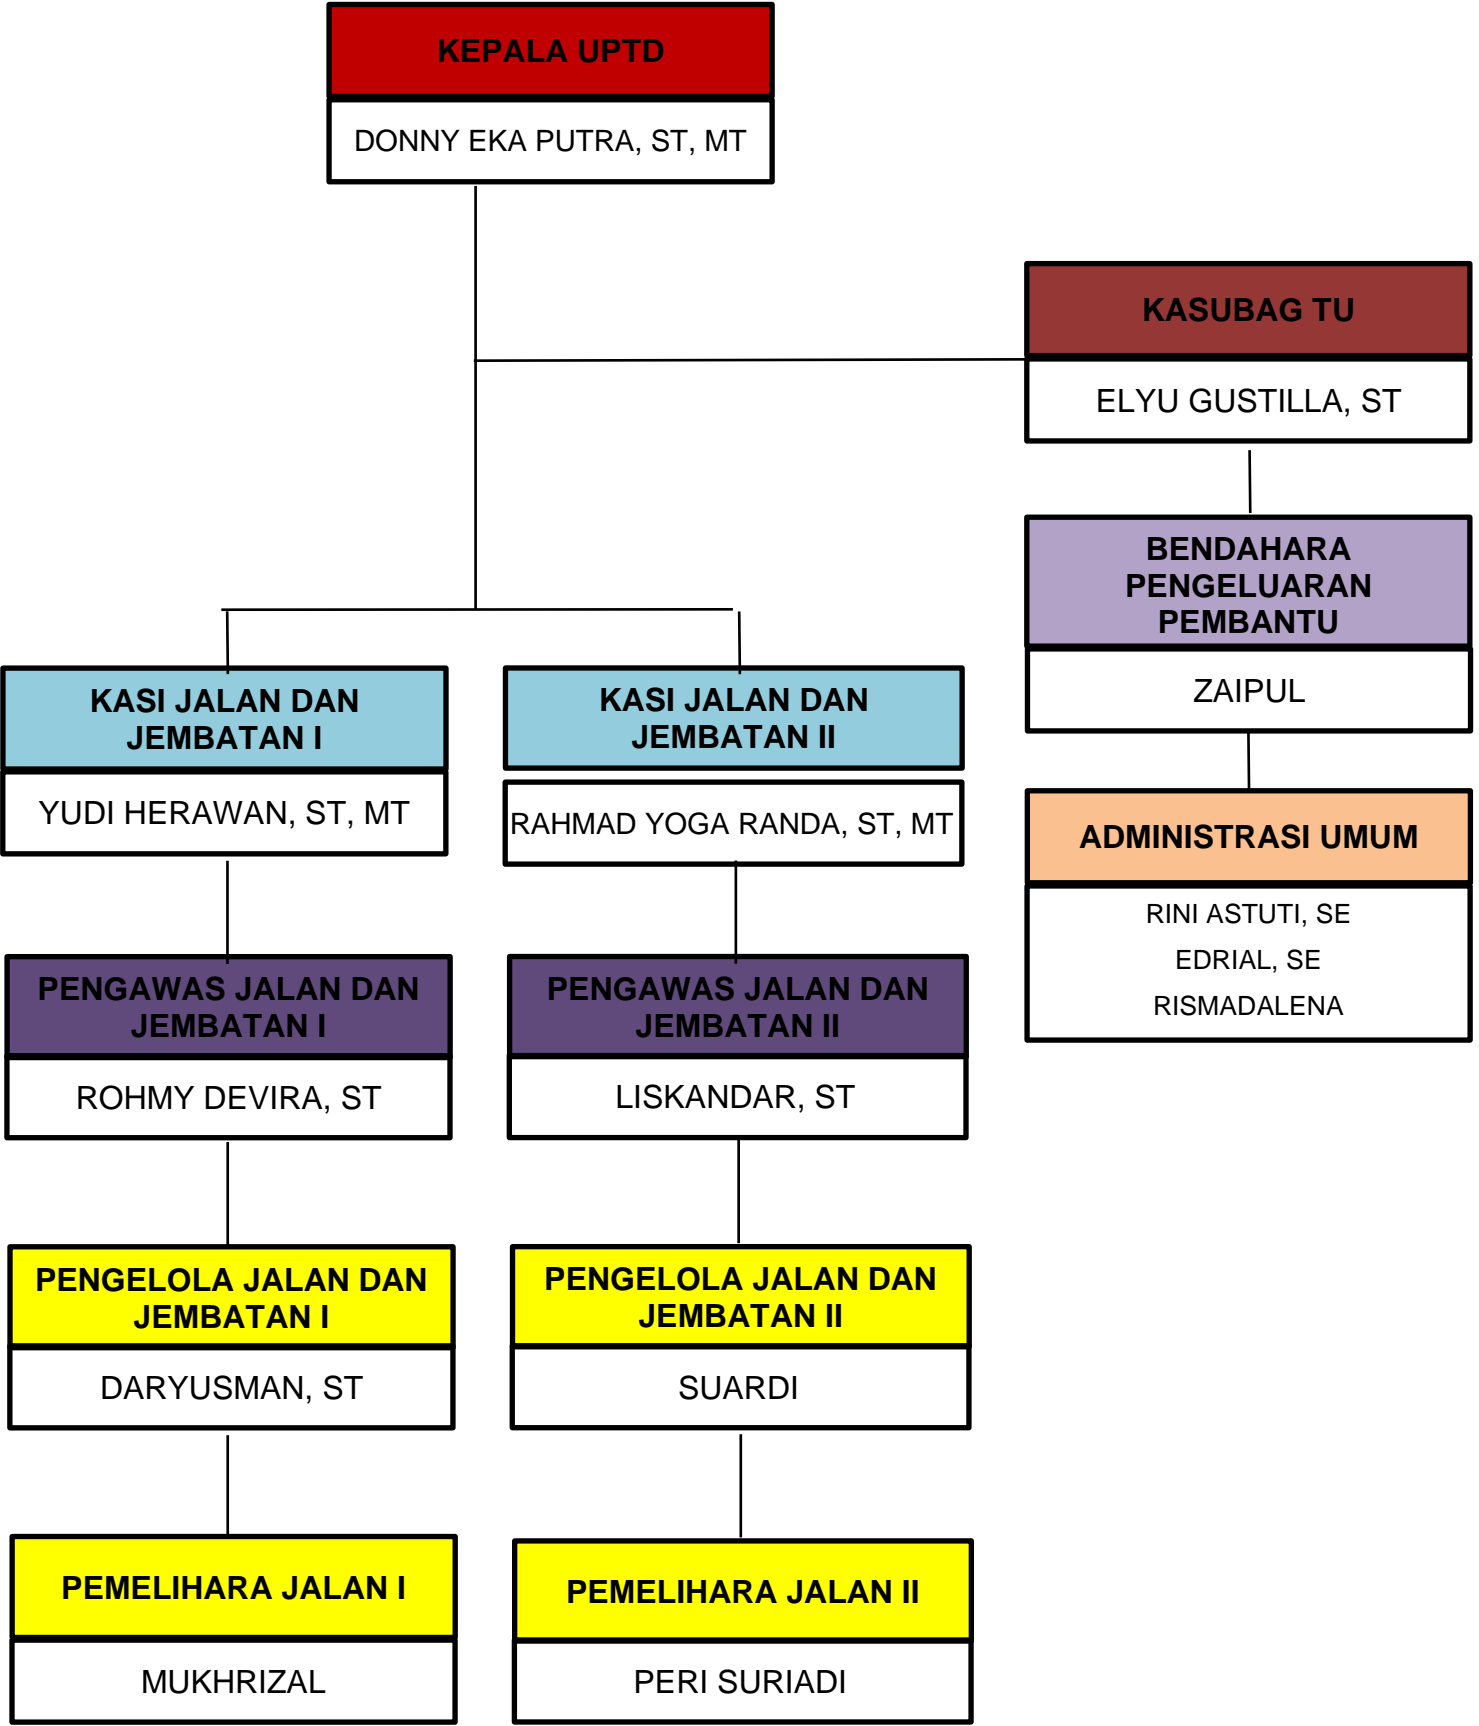 KEPALA UPTD
DONNY EKA PUTRA, ST, MT
KASUBAG TU
ELYU GUSTILLA, ST
BENDAHARA
PENGELUARAN
PEMBANTU
ZAIPUL
ADMINISTRASI UMUM
RINI ASTUTI, SE
EDRIAL, SE
RISMADALENA
KASI JALAN DAN
JEMBATAN I
YUDI HERAWAN, ST, MT
PENGAWAS JALAN DAN
JEMBATAN I
ROHMY DEVIRA, ST
PENGELOLA JALAN DAN
JEMBATAN I
DARYUSMAN, ST
PEMELIHARA JALAN I
MUKHRIZAL
KASI JALAN DAN
JEMBATAN II
RAHMAD YOGA RANDA, ST, MT
PENGAWAS JALAN DAN
JEMBATAN II
LISKANDAR, ST
PENGELOLA JALAN DAN
JEMBATAN II
SUARDI
PEMELIHARA JALAN II
PERI SURIADI